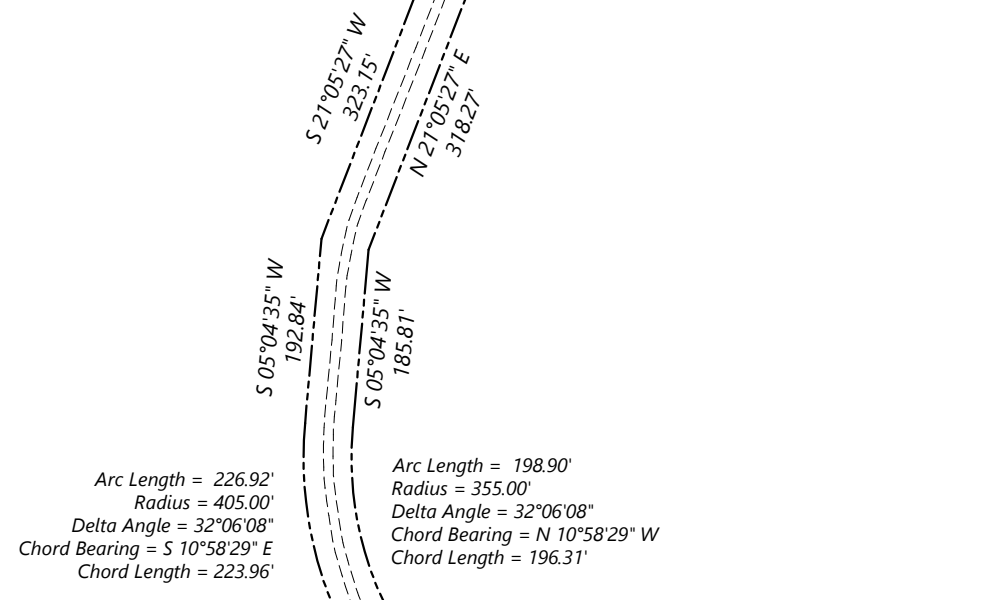 S 21°05'27" W
323.15'
N 21°05'27" E
318.27'
S 05°04'35" W
192.84'
S 05°04'35" W
185.81'
Arc Length = 226.92'
Radius = 405.00'
Delta Angle = 32°06'08"
Chord Bearing = S 10°58'29" E
Chord Length = 223.96'
Arc Length = 198.90'
Radius = 355.00'
Delta Angle = 32°06'08"
Chord Bearing = N 10°58'29" W
Chord Length = 196.31'